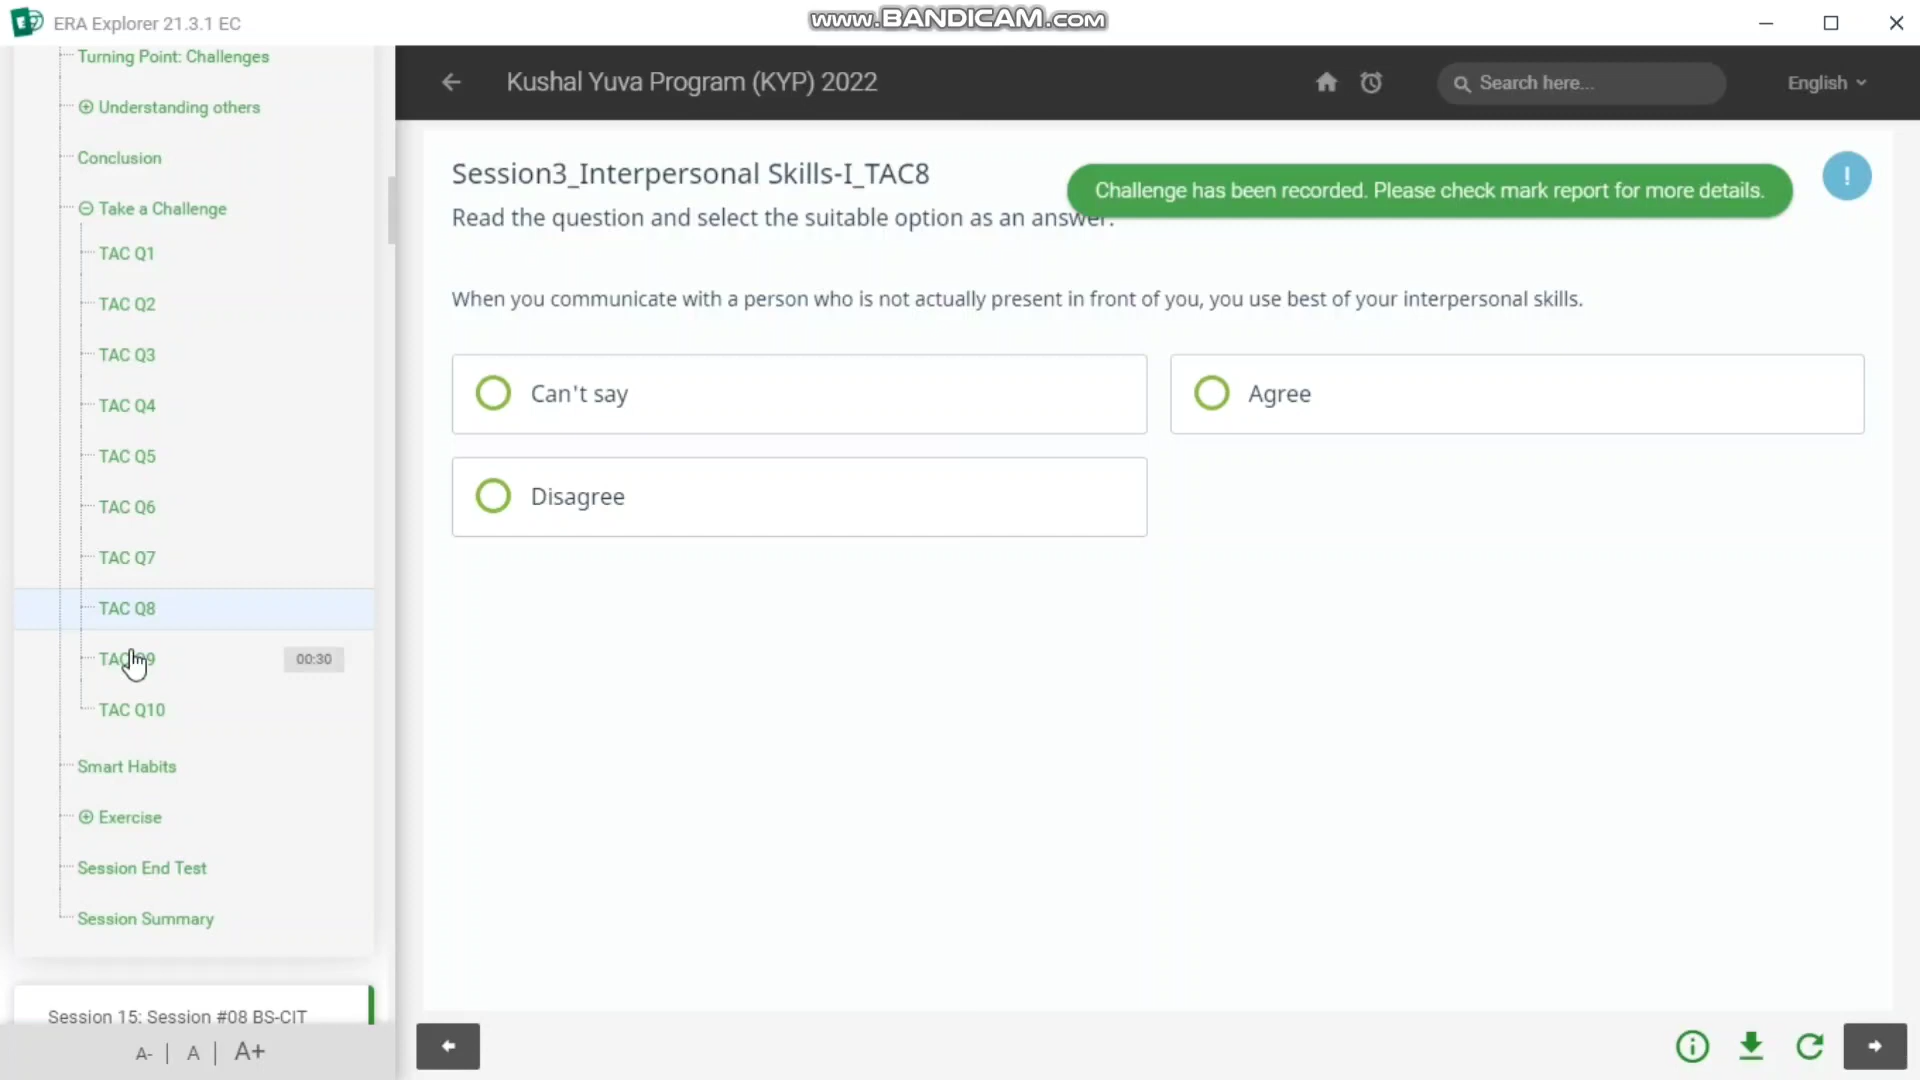 ERA Explorer 21.3.1 EC
www.BANDICAM.com
Turning Point: Challenges
Understanding others
Conclusion
Take a Challenge
TAC Q1
TAC Q2
TAC Q3
TAC Q4
TAC Q5
TAC Q6
TAC Q7
TAC Q8
TAC Q9
00:30
TAC Q10
Smart Habits
Exercise
Session End Test
Session Summary
Session 15: Session #08 BS-CIT
A- | A | A+
Kushal Yuva Program (KYP) 2022
Search here...
English
Session3_Interpersonal Skills-I_TAC8
Challenge has been recorded. Please check mark report for more details.
Read the question and select the suitable option as an answer.
When you communicate with a person who is not actually present in front of you, you use best of your interpersonal skills.
Can't say
Agree
Disagree